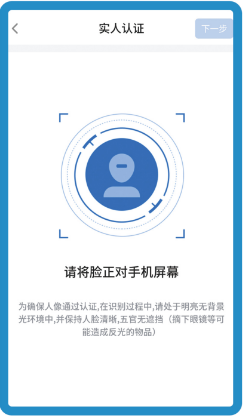 实人认证
下一步
请将脸正对手机屏幕
为确保人像通过认证,在识别过程中,请处于明亮无背景
光环境中,并保持人脸清晰,五官无遮挡（摘下眼镜等可
能造成反光的物品）